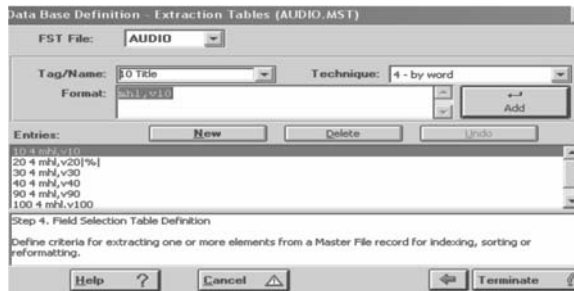 Data Base Definition - Extraction Tables (AUDIO.MST)
FST File: AUDIO
Tag/Name: 10 Title Technique: 4 - by word
Format: mhl,v10
Add
Entries: New Delete Undo
10 4 mhl,v10
20 4 mhl,v20|%|
30 4 mhl,v30
40 4 mhl,v40
90 4 mhl,v90
100 4 mhl,v100
Step 4. Field Selection Table Definition
Define criteria for extracting one or more elements from a Master File record for indexing, sorting or
reformatting.
Help ? Cancel Terminate